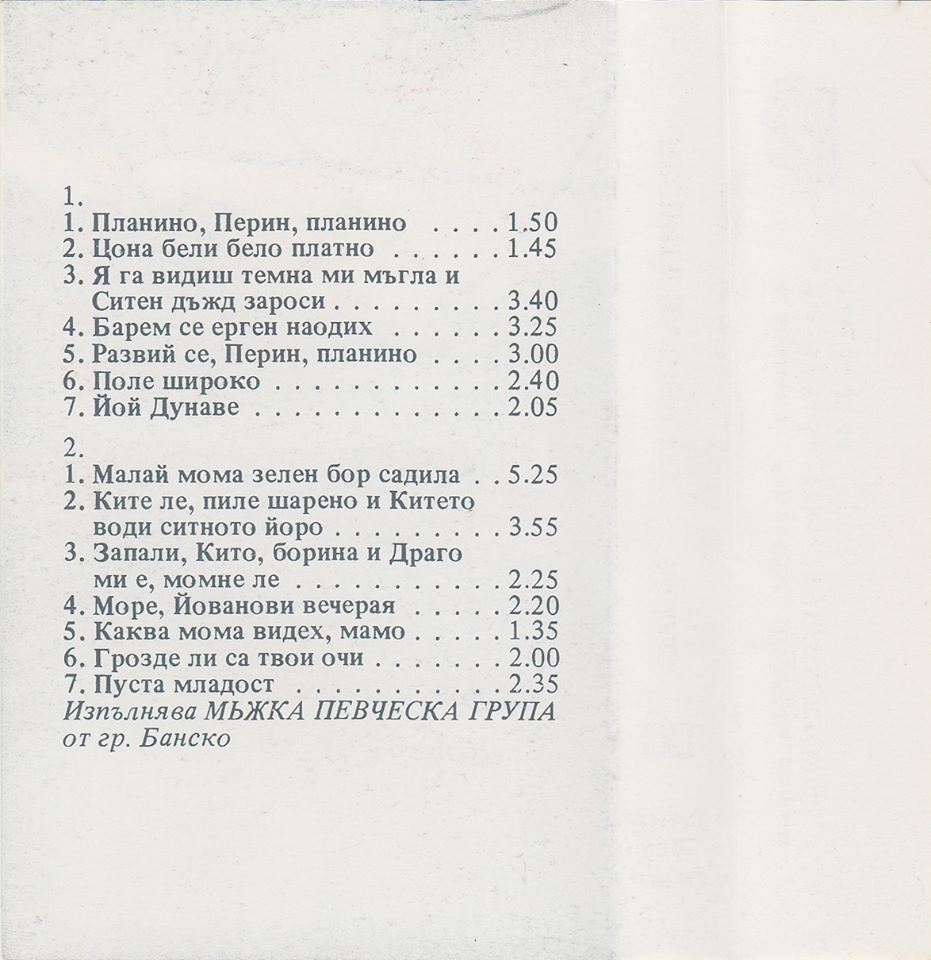 1.
1. Планино, Перин, планино . . . . 1.50
2. Цона бели бело платно . . . . . . 1.45
3. Я га видиш темна ми мъгла и
Ситен дъжд зароси . . . . . . . . . 3.40
4. Барем се ерген наодих . . . . . . 3.25
5. Развий се, Перин, планино . . . . 3.00
6. Поле широко . . . . . . . . . . . . 2.40
7. Йой Дунаве . . . . . . . . . . . . . 2.05
2.
1. Малай мома зелен бор садила . . 5.25
2. Ките ле, пиле шарено и Китето
води ситното йоро . . . . . . . . . 3.55
3. Запали, Кито, борина и Драго
ми е, момне ле . . . . . . . . . . . 2.25
4. Море, Йованови вечерая . . . . . 2.20
5. Каква мома видех, мамо . . . . . 1.35
6. Грозде ли са твои очи . . . . . . . 2.00
7. Пуста младост . . . . . . . . . . . 2.35
Изпълнява МЬЖКА ПЕВЧЕСКА ГРУПА
от гр. Банско